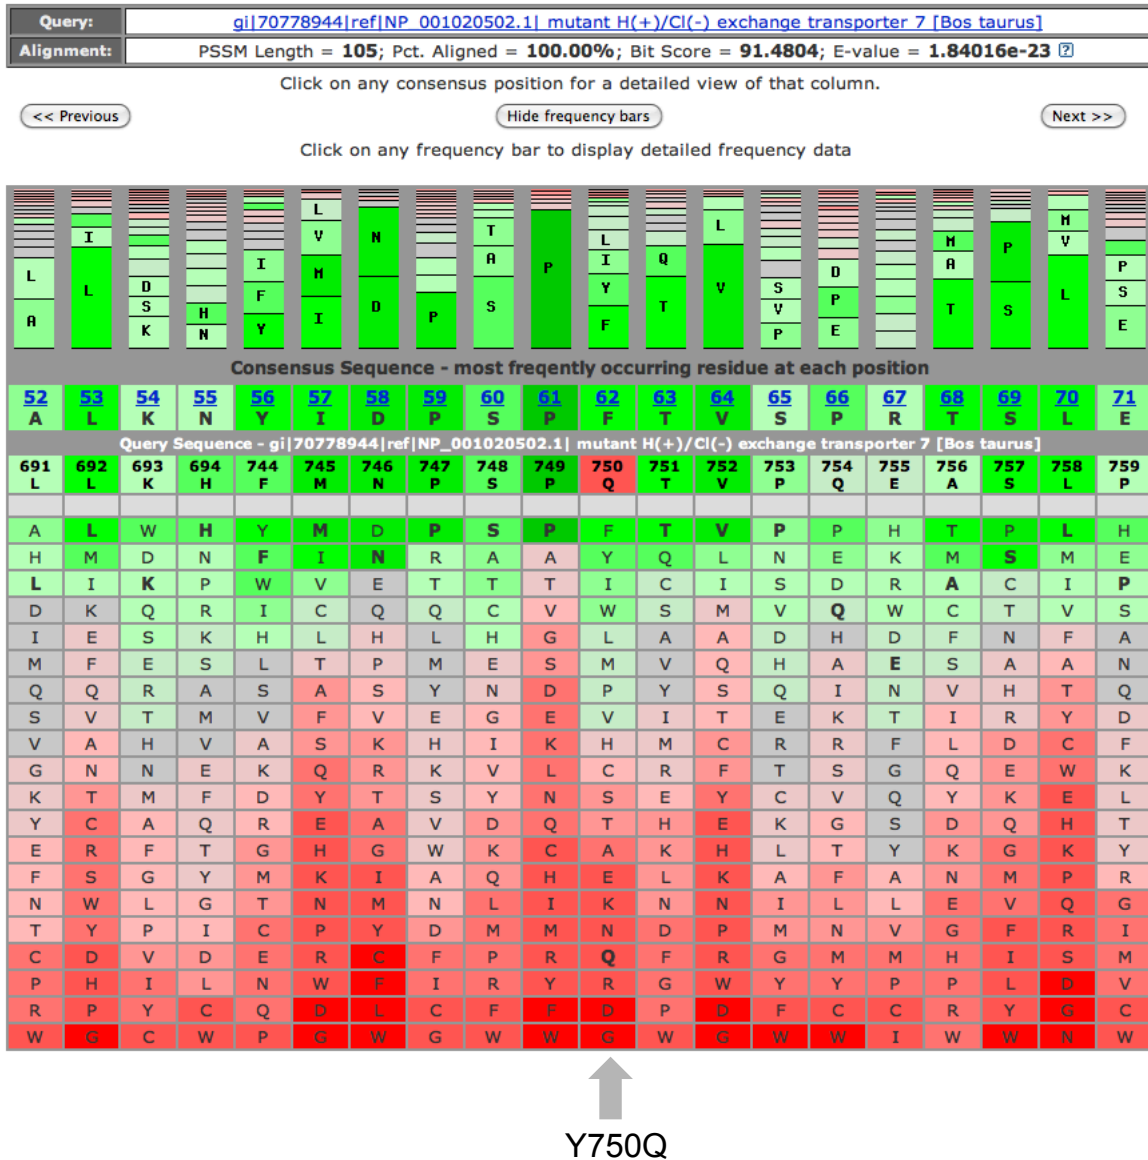 Query: gi|70778944|ref|NP_001020502.1| mutant H(+)/Cl(-) exchange transporter 7 [Bos taurus]
Alignment: PSSM Length = 105; Pct. Aligned = 100.00%; Bit Score = 91.4804; E-value = 1.84016e-23 ?
Click on any consensus position for a detailed view of that column.
<< Previous Hide frequency bars Next >>
Click on any frequency bar to display detailed frequency data
L V N T L M
I M I A L I Q H V P V
L D H F Y D A P
A L S H F I P S P F T V S P T S L S
K N Y I D P S P F T V V E T S L E
Consensus Sequence - most freqently occurring residue at each position
52 53 54 55 56 57 58 59 60 61 62 63 64 65 66 67 68 69 70 71
A L K N Y I D P S P F T V S P R T S L E
Query Sequence - gi|70778944|ref|NP_001020502.1| mutant H(+)/Cl(-) exchange transporter 7 [Bos taurus]
691 692 693 694 744 745 746 747 748 749 750 751 752 753 754 755 756 757 758 759
L L K H F M N P S P Q T V P Q E A S L P
A L W H Y M D P S P F T V P P H T P L H
H M D N F I N R A A Y Q L N E K M S M E
L I K P W V E T T T I C I S D R A C I P
D K Q R I C Q Q C V W S M V Q W C T V S
I E S K H L H L H G L A A D H D F N F A
M F E S L T P M E S M V Q H A E S A A N
Q Q R A S A S Y N D P Y S Q I N V H T Q
S V T M V F V E G E V I T E K T I R Y D
V A H V A S K H I K H M C R R F L D C F
G N N E K Q R K V L C R F T S G Q E W K
K T M F D Y T S Y N S E Y C V Q Y K E L
Y C A Q R E A V D Q T H E K G S D Q H T
E R F T G H G W K C A K H L T Y K G K Y
F S G Y M K I A Q H E L K A F A N M P R
N W L G T N M N L I K N N I L L E V Q G
T Y P I C P Y D M M N D P M N V G F R I
C D V D E R C F P R Q F R G M M H I S M
P H I L N W F I R Y R G W Y Y P P L D V
R P Y C Q D L C F F D P D F C C R Y G C
W G C W P G W G W W G W G W W I W W N W
Y750Q